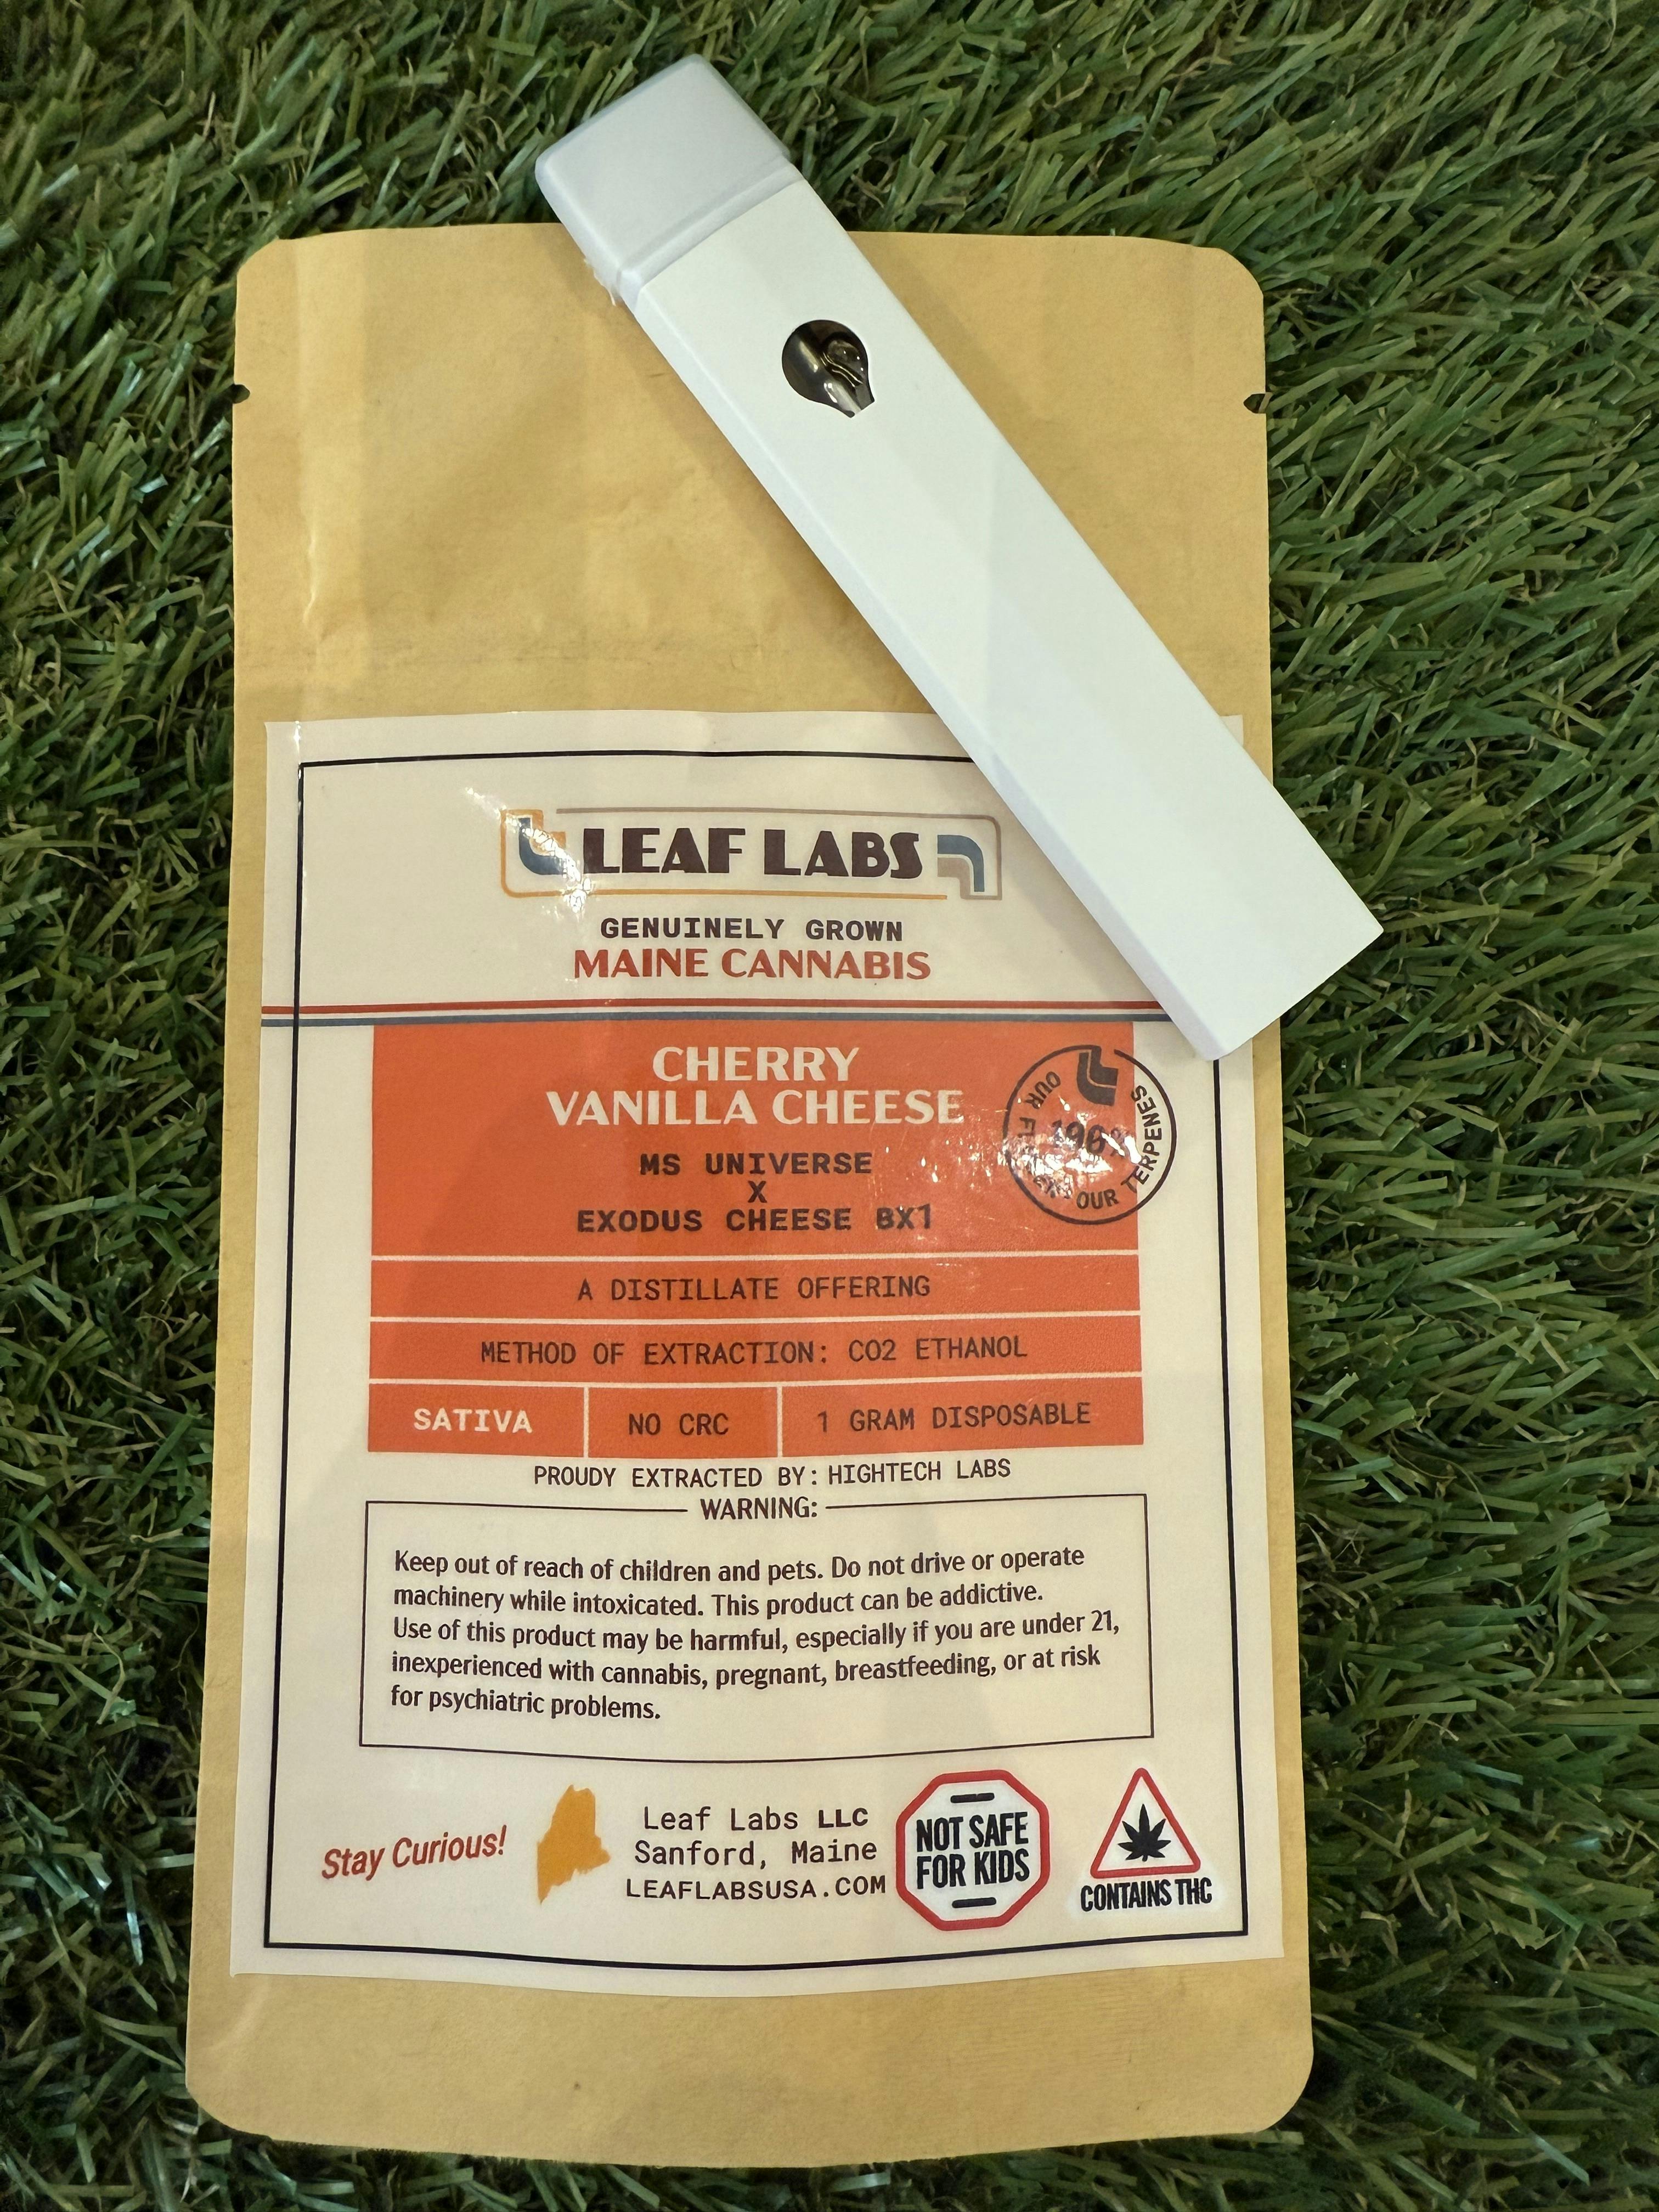 LEAF LABS
GENUINELY GROWN
MAINE CANNABIS
CHERRY
VANILLA CHEESE
MS UNIVERSE
X
EXODUS CHEESE BX1
OUR
OUR TERPENES
A DISTILLATE OFFERING
METHOD OF EXTRACTION: CO2 ETHANOL
SATIVA NO CRC 1 GRAM DISPOSABLE
PROUDY EXTRACTED BY: HIGHTECH LABS
WARNING:
Keep out of reach of children and pets. Do not drive or operate
machinery while intoxicated. This product can be addictive.
Use of this product may be harmful, especially if you are under 21,
inexperienced with cannabis, pregnant, breastfeeding, or at risk
for psychiatric problems.
Stay Curious!
Leaf Labs LLC
Sanford, Maine
LEAFLABSUSA.COM
NOT SAFE
FOR KIDS
CONTAINS THC